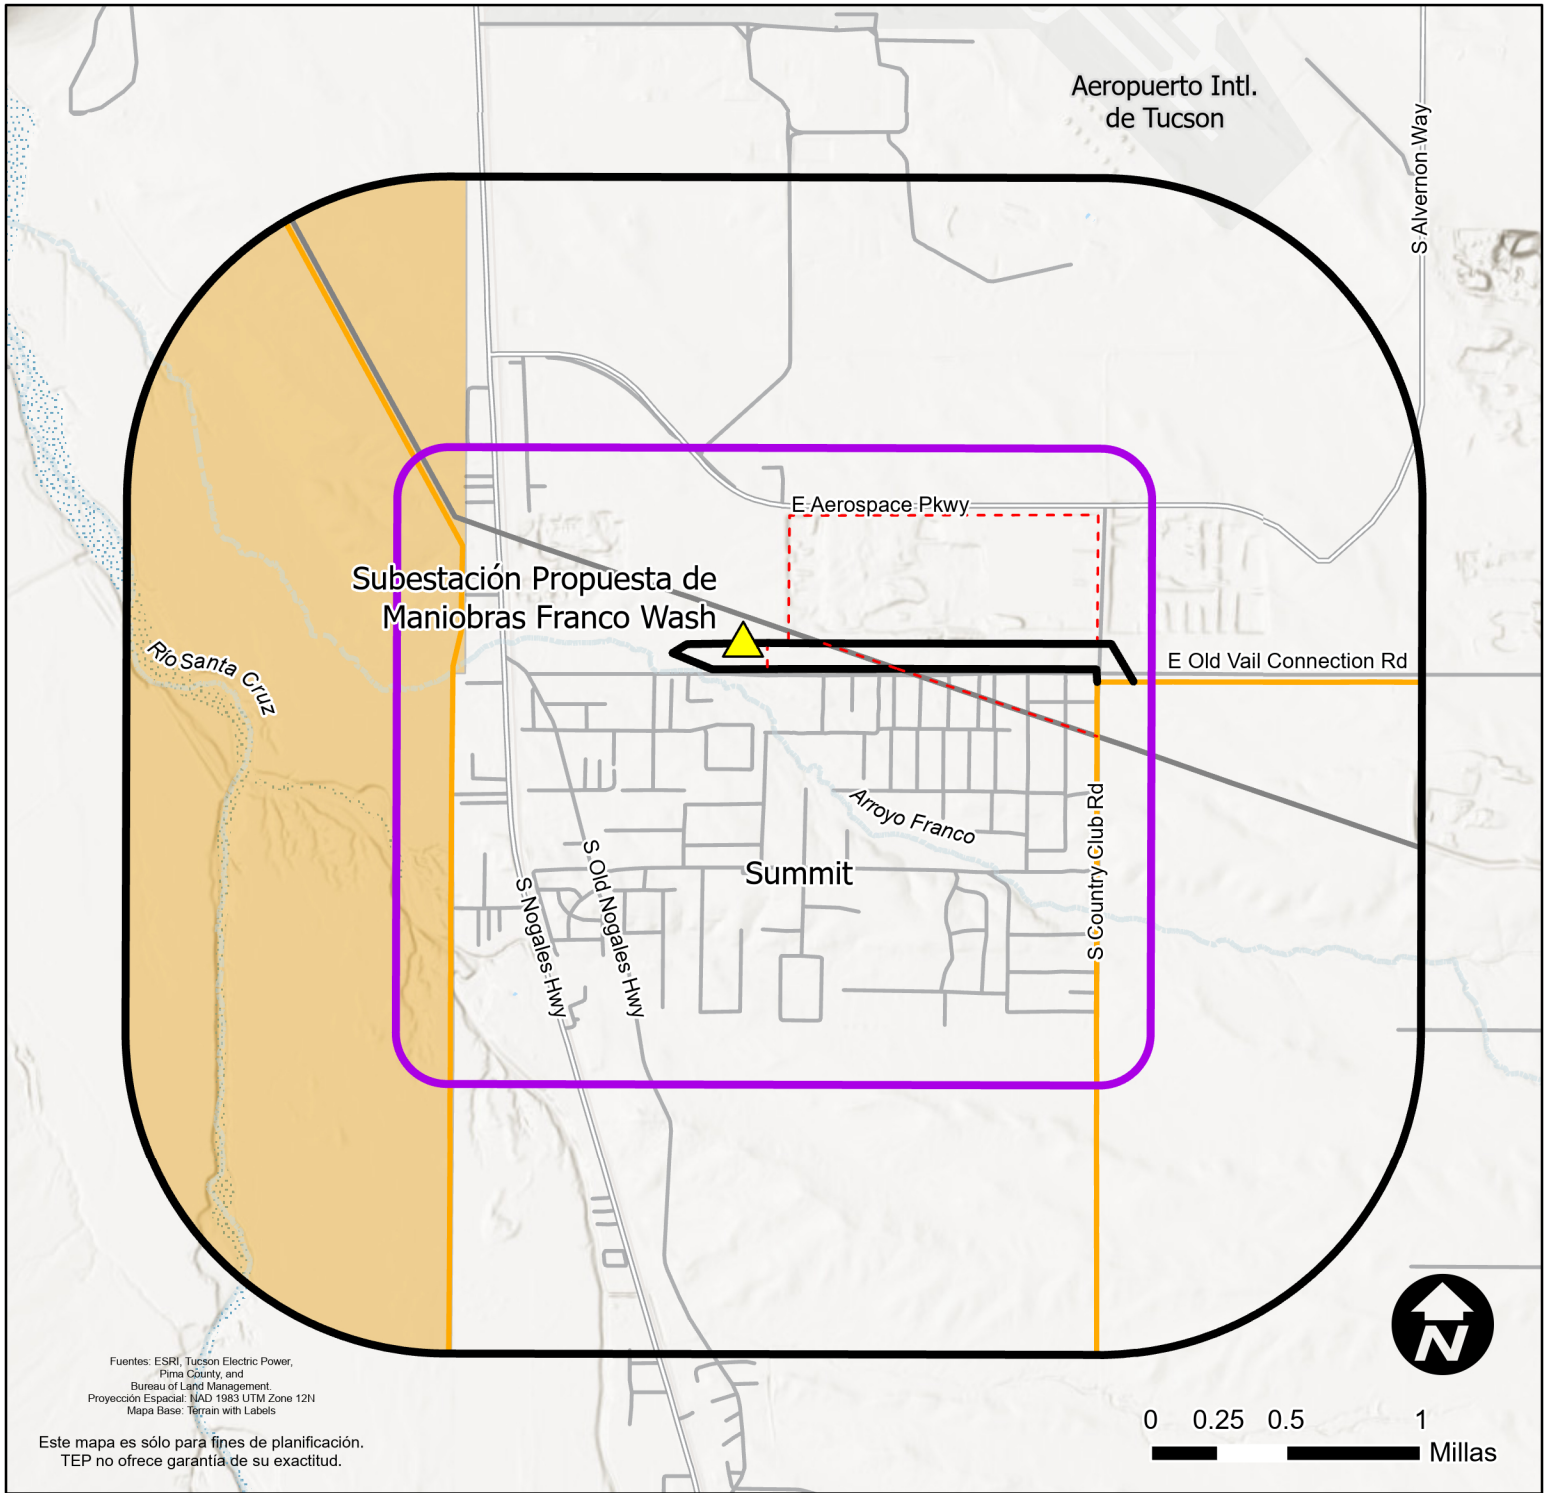 Aeropuerto Intl.
de Tucson
S Alvernon Way
E Aerospace Pkwy
Subestación Propuesta de
Maniobras Franco Wash
E Old Vail Connection Rd
Río Santa Cruz
Arroyo Franco
S Country Club Rd
Summit
S Old Nogales Hwy
S Nogales Hwy
N
Fuentes: ESRI, Tucson Electric Power,
Pima County, and
Bureau of Land Management.
Proyección Espacial: NAD 1983 UTM Zone 12N
Mapa Base: Terrain with Labels
Este mapa es sólo para fines de planificación.
TEP no ofrece garantía de su exactitud.
0 0.25 0.5 1
Millas